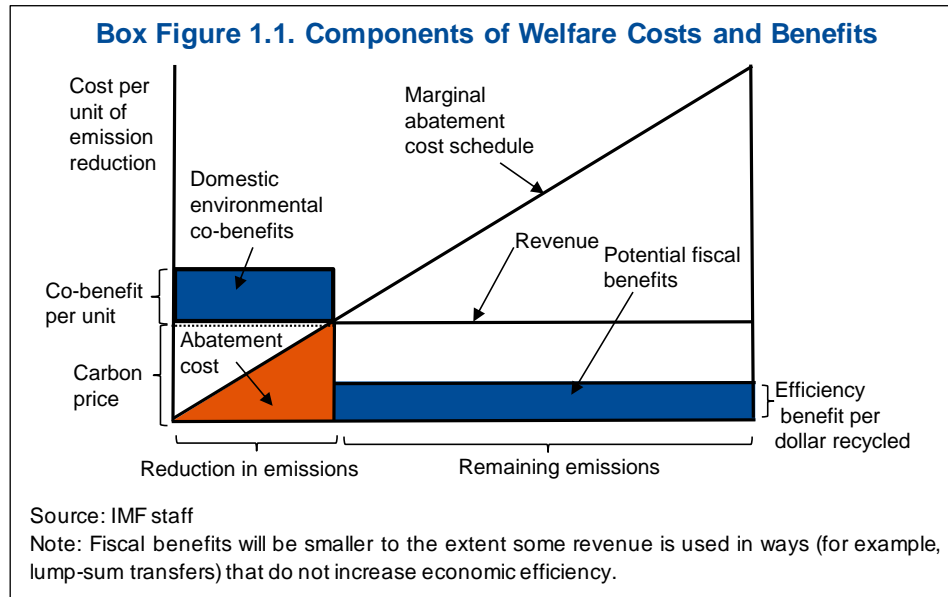 Box Figure 1.1. Components of Welfare Costs and Benefits
Cost per
unit of
emission
reduction
Marginal
abatement
cost schedule
Domestic
environmental
co-benefits
Revenue
Potential fiscal
benefits
Co-benefit
per unit
Abatement
cost
Carbon
price
Efficiency
benefit per
dollar recycled
Reduction in emissions
Remaining emissions
Source: IMF staff
Note: Fiscal benefits will be smaller to the extent some revenue is used in ways (for example,
lump-sum transfers) that do not increase economic efficiency.